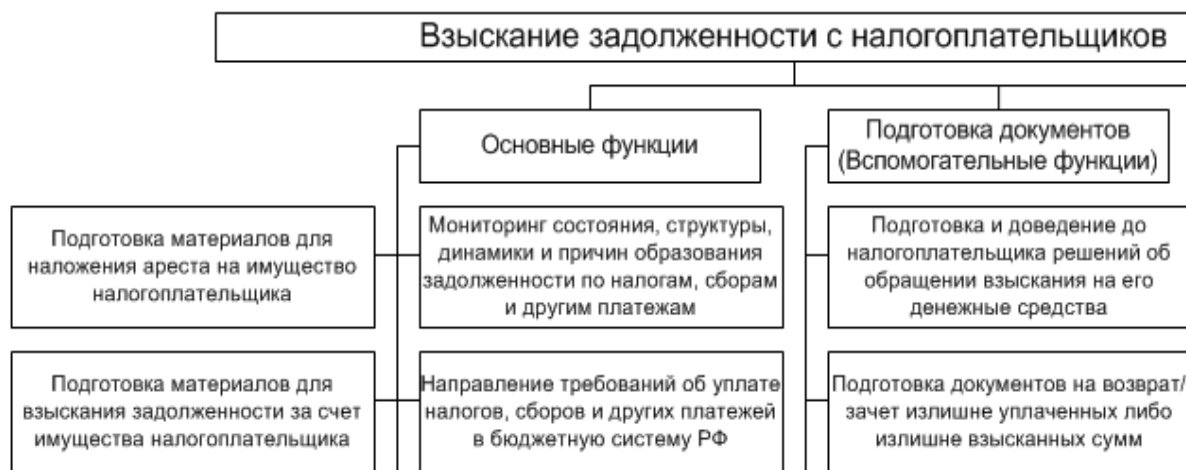 Взыскание задолженности с налогоплательщиков
Основные функции
Подготовка документов
(Вспомогательные функции)
Подготовка материалов для
наложения ареста на имущество
налогоплательщика
Мониторинг состояния, структуры,
динамики и причин образования
задолженности по налогам, сборам
и другим платежам
Подготовка и доведение до
налогоплательщика решений об
обращении взыскания на его
денежные средства
Подготовка материалов для
взыскания задолженности за счет
имущества налогоплательщика
Направление требований об уплате
налогов, сборов и других платежей
в бюджетную систему РФ
Подготовка документов на возврат/
зачет излишне уплаченных либо
излишне взысканных сумм